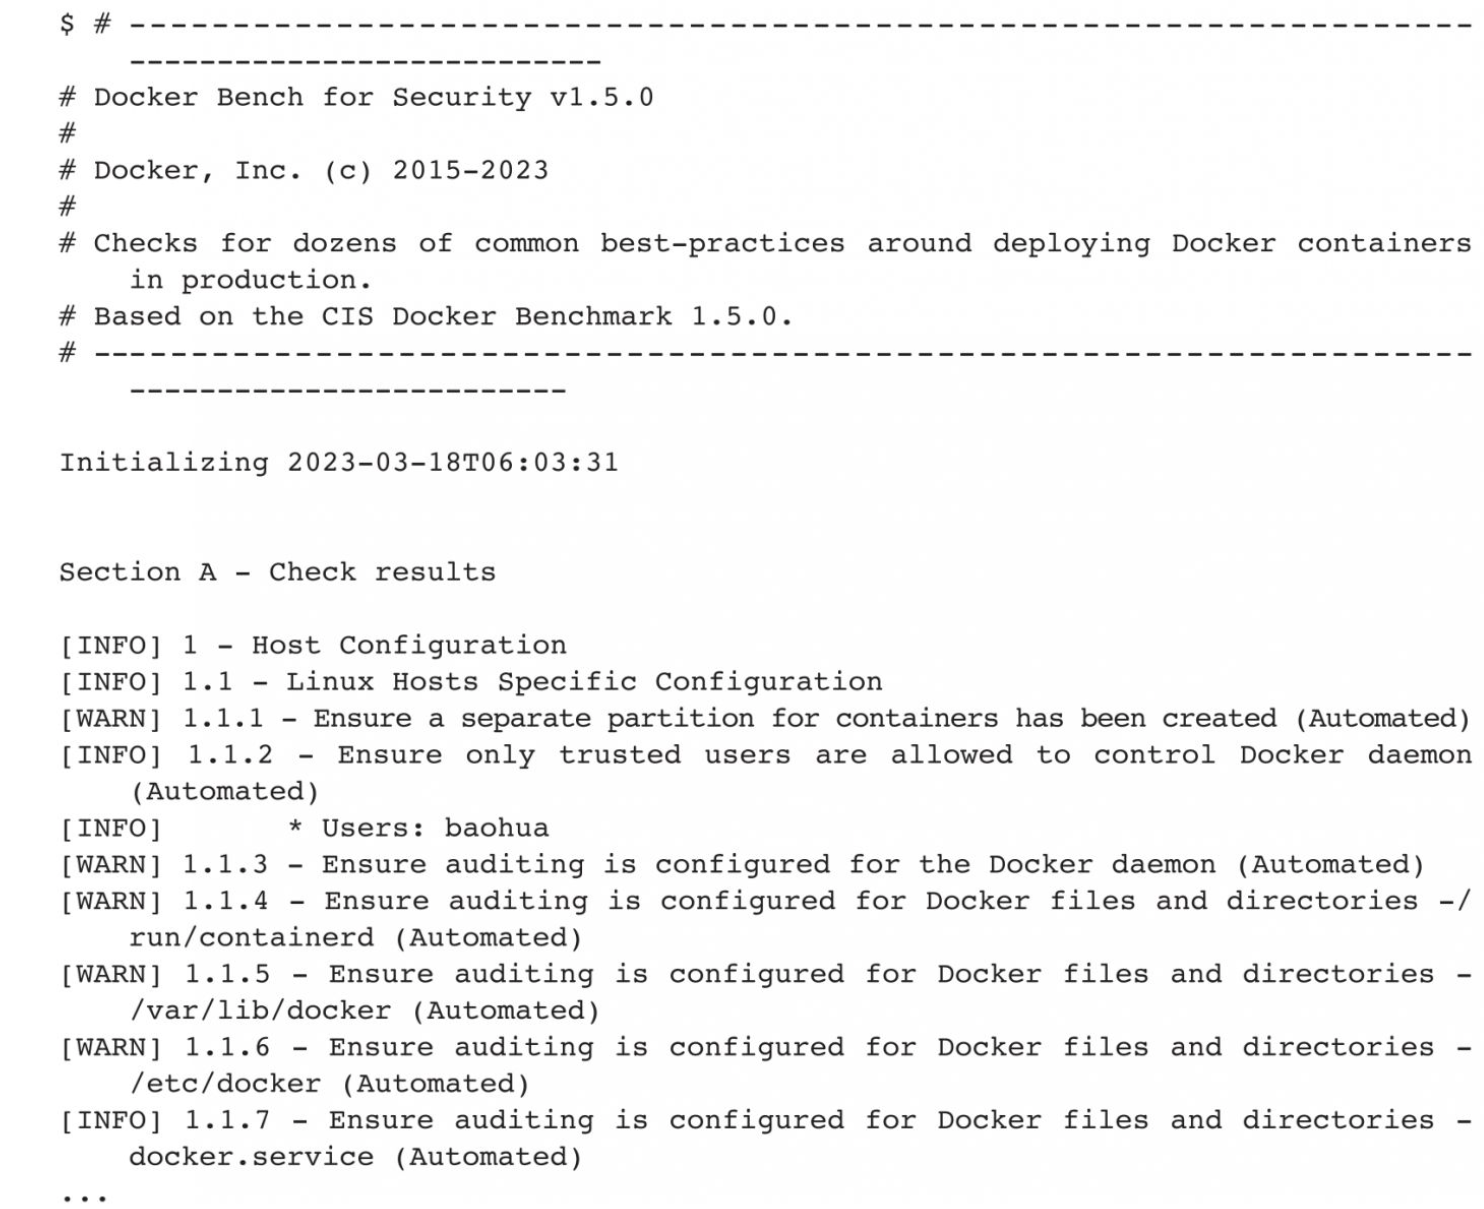 $ # -----------------------------------------------------------------------------
---------------------------
# Docker Bench for Security v1.5.0
#
# Docker, Inc. (c) 2015-2023
#
# Checks for dozens of common best-practices around deploying Docker containers
in production.
# Based on the CIS Docker Benchmark 1.5.0.
# -------------------------------------------------------------------------------
-------------------------
Initializing 2023-03-18T06:03:31
Section A - Check results
[INFO] 1 - Host Configuration
[INFO] 1.1 - Linux Hosts Specific Configuration
[WARN] 1.1.1 - Ensure a separate partition for containers has been created (Automated)
[INFO] 1.1.2 - Ensure only trusted users are allowed to control Docker daemon
(Automated)
[INFO]       * Users: baohua
[WARN] 1.1.3 - Ensure auditing is configured for the Docker daemon (Automated)
[WARN] 1.1.4 - Ensure auditing is configured for Docker files and directories -/
run/containerd (Automated)
[WARN] 1.1.5 - Ensure auditing is configured for Docker files and directories -
/var/lib/docker (Automated)
[WARN] 1.1.6 - Ensure auditing is configured for Docker files and directories -
/etc/docker (Automated)
[INFO] 1.1.7 - Ensure auditing is configured for Docker files and directories -
docker.service (Automated)
...